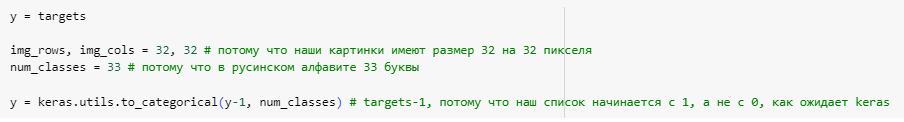 y = targets
img_rows, img_cols = 32, 32 # потому что наши картинки имеют размер 32 на 32 пикселя
num_classes = 33 # потому что в русинском алфавите 33 буквы
y = keras.utils.to_categorical(y-1, num_classes) # targets-1, потому что наш список начинается с 1, а не с 0, как ожидает keras